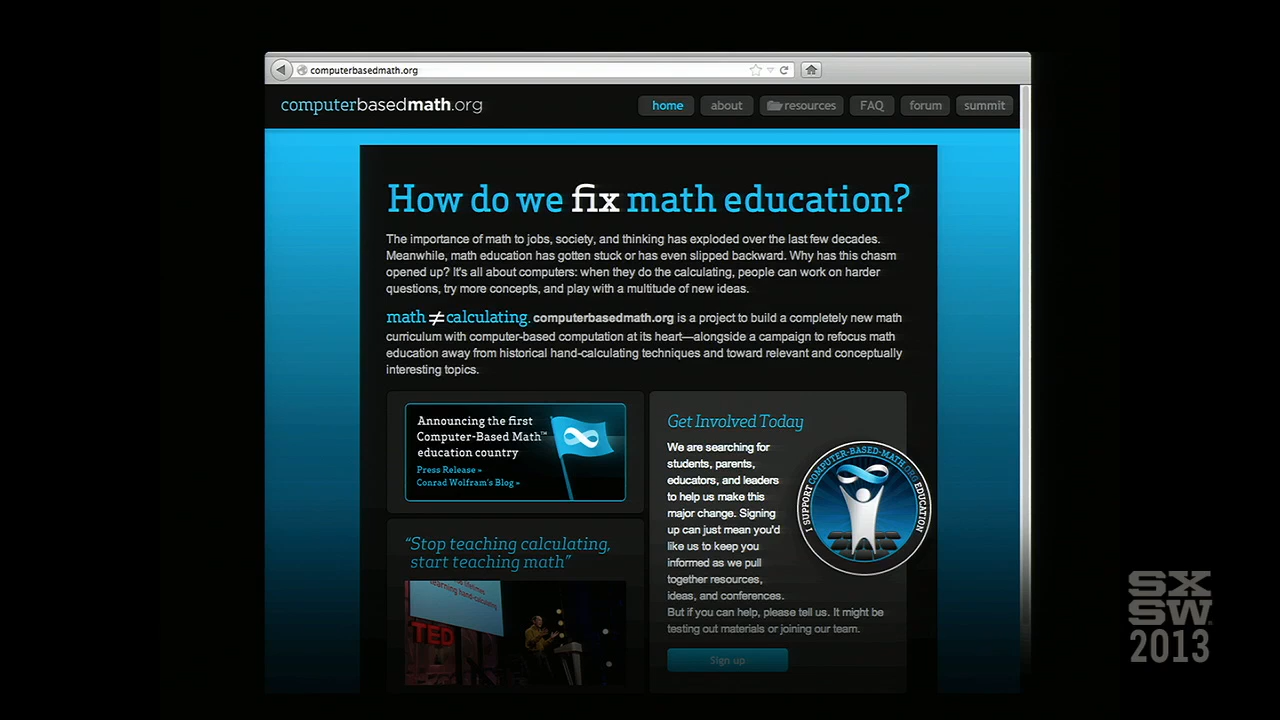 computerbasedmath.org
computerbasedmath.org
home about resources FAQ forum summit
How do we fix math education?
The importance of math to jobs, society, and thinking has exploded over the last few decades.
Meanwhile, math education has gotten stuck or has even slipped backward. Why has this chasm
opened up? It's all about computers: when they do the calculating, people can work on harder
questions, try more concepts, and play with a multitude of new ideas.
math ≠ calculating. computerbasedmath.org is a project to build a completely new math
curriculum with computer-based computation at its heart—alongside a campaign to refocus math
education away from historical hand-calculating techniques and toward relevant and conceptually
interesting topics.
Announcing the first
Computer-Based Math™
education country
Press Release »
Conrad Wolfram's Blog »
"Stop teaching calculating,
start teaching math"
learning hand-calculating
TED
Get Involved Today
We are searching for
students, parents,
educators, and leaders
to help us make this
major change. Signing
up can just mean you'd
like us to keep you
informed as we pull
together resources,
ideas, and conferences.
But if you can help, please tell us. It might be
testing out materials or joining our team.
Sign up
I SUPPORT COMPUTER-BASED-MATH.ORG EDUCATION
SX
SW®
2013